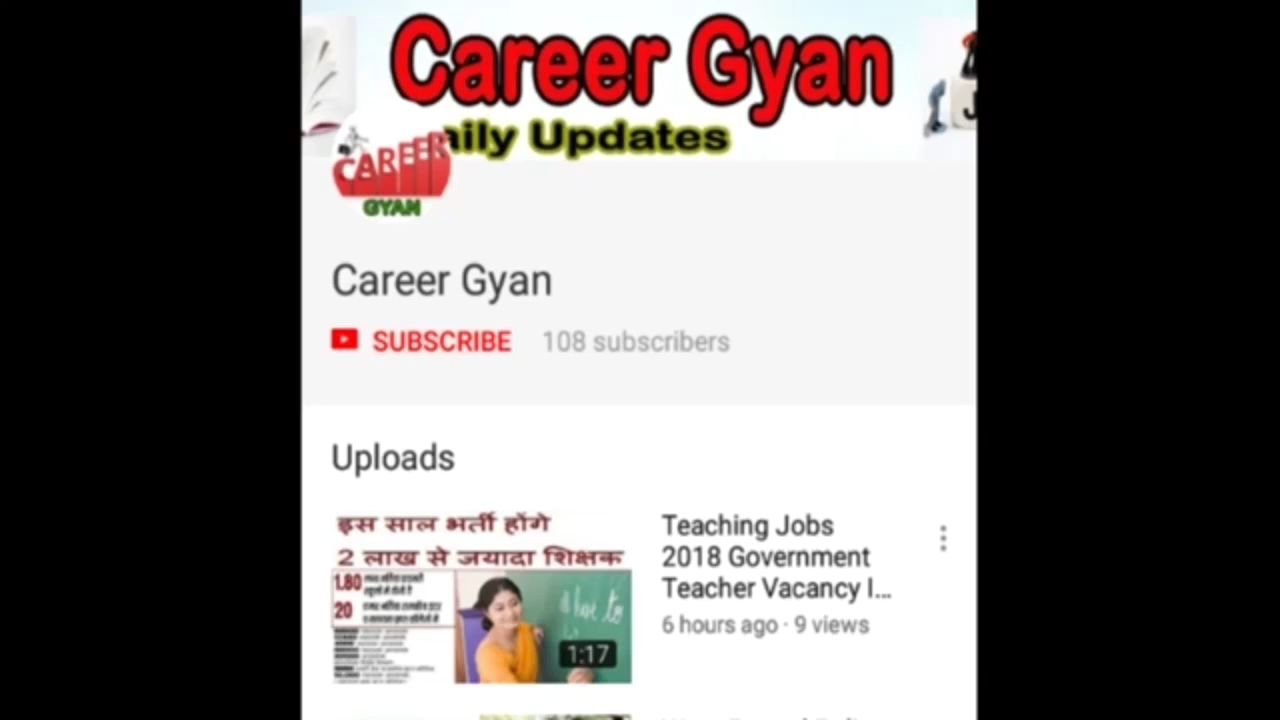 Career Gyan
aily Updates
CAREER
GYAN
Career Gyan
SUBSCRIBE 108 subscribers
Uploads
इस साल भर्ती होंगे
2 लाख से जयादा शिक्षक
1.80
20
1:17
Teaching Jobs
2018 Government
Teacher Vacancy I...
6 hours ago · 9 views